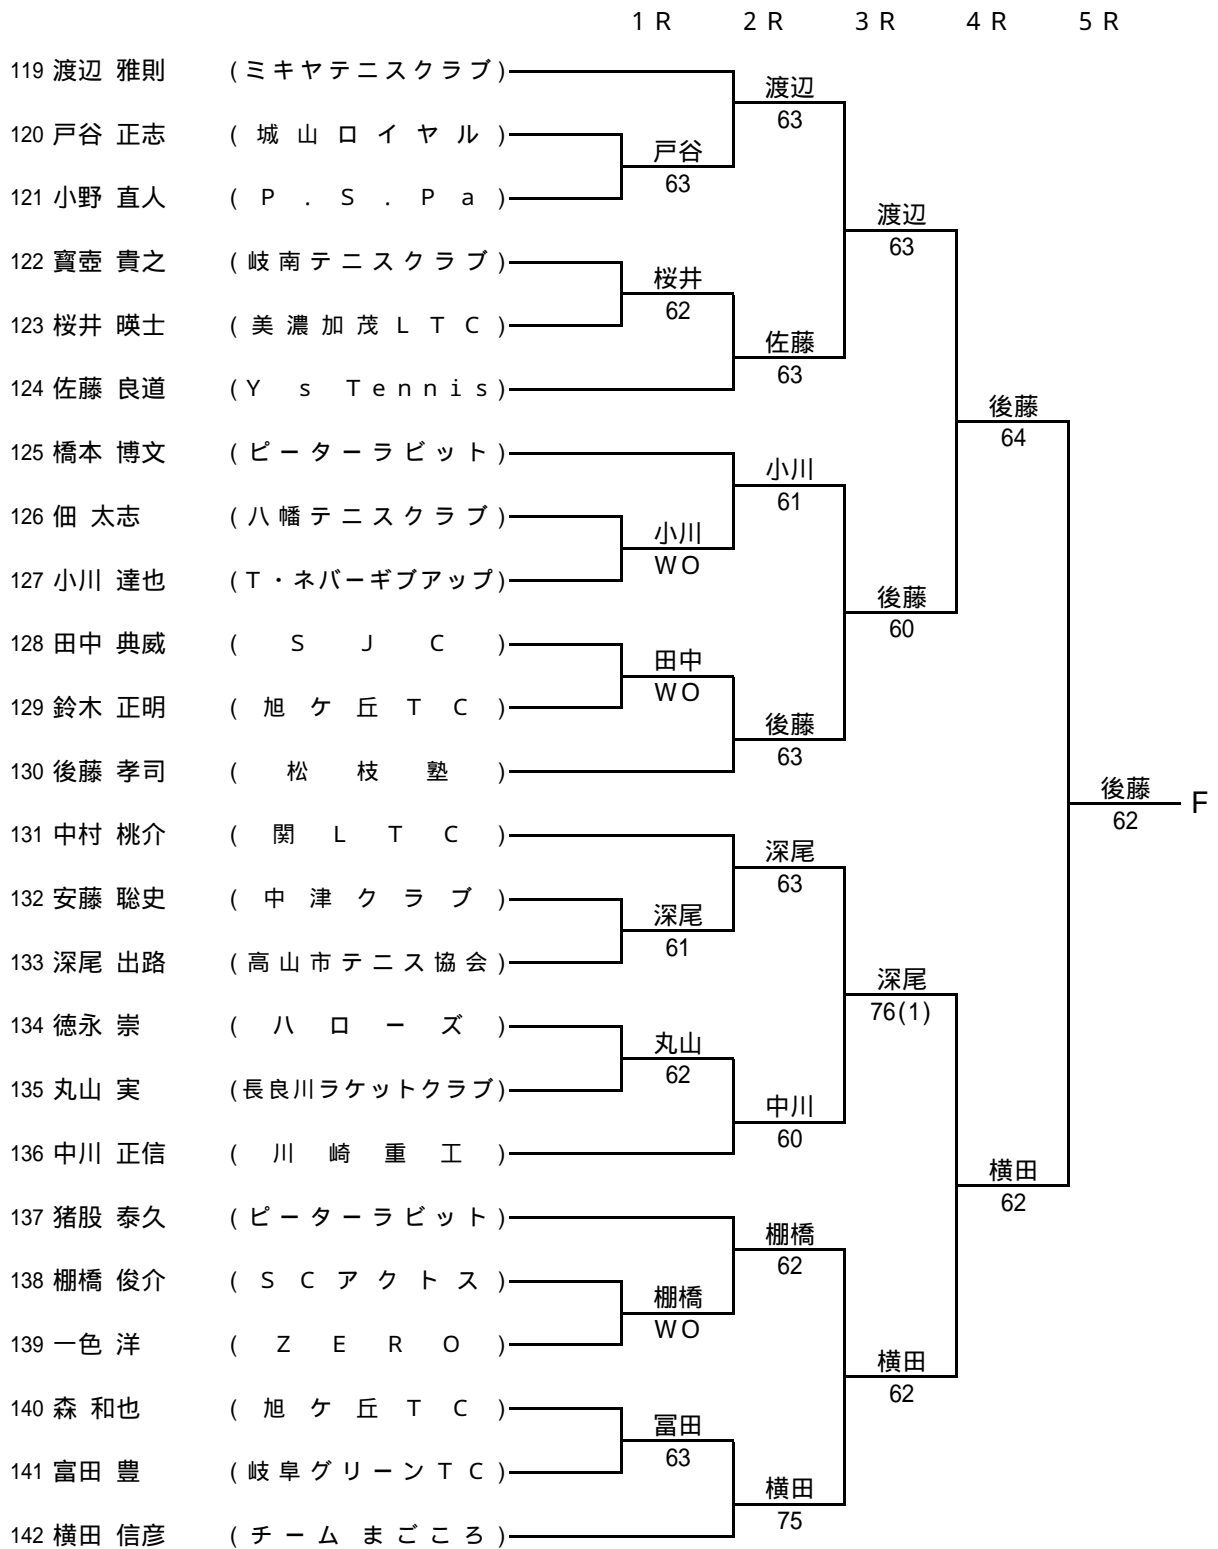 1 R 2 R 3 R 4 R 5 R
119 渡辺 雅則 (ミキヤテニスクラブ)
渡辺
63
120 戸谷 正志 (城山ロイヤル)
戸谷
63
121 小野 直人 (P.S.Pa)
渡辺
63
122 寳壺 貴之 (岐南テニスクラブ)
桜井
62
123 桜井 暎士 (美濃加茂LTC)
佐藤
63
124 佐藤 良道 (Y s Tennis)
後藤
64
125 橋本 博文 (ピーターラビット)
小川
61
126 佃 太志 (八幡テニスクラブ)
小川
WO
127 小川 達也 (T・ネバーギブアップ)
後藤
60
128 田中 典威 (SJC)
田中
WO
129 鈴木 正明 (旭ケ丘TC)
後藤
63
130 後藤 孝司 (松枝塾)
後藤
F
62
131 中村 桃介 (関LTC)
深尾
63
132 安藤 聡史 (中津クラブ)
深尾
61
133 深尾 出路 (高山市テニス協会)
深尾
76(1)
134 徳永 崇 (ハローズ)
丸山
62
135 丸山 実 (長良川ラケットクラブ)
中川
60
136 中川 正信 (川崎重工)
横田
62
137 猪股 泰久 (ピーターラビット)
棚橋
62
138 棚橋 俊介 (SCアクトス)
棚橋
WO
139 一色 洋 (ZERO)
横田
62
140 森 和也 (旭ケ丘TC)
冨田
63
141 富田 豊 (岐阜グリーンTC)
横田
75
142 横田 信彦 (チーム まごころ)